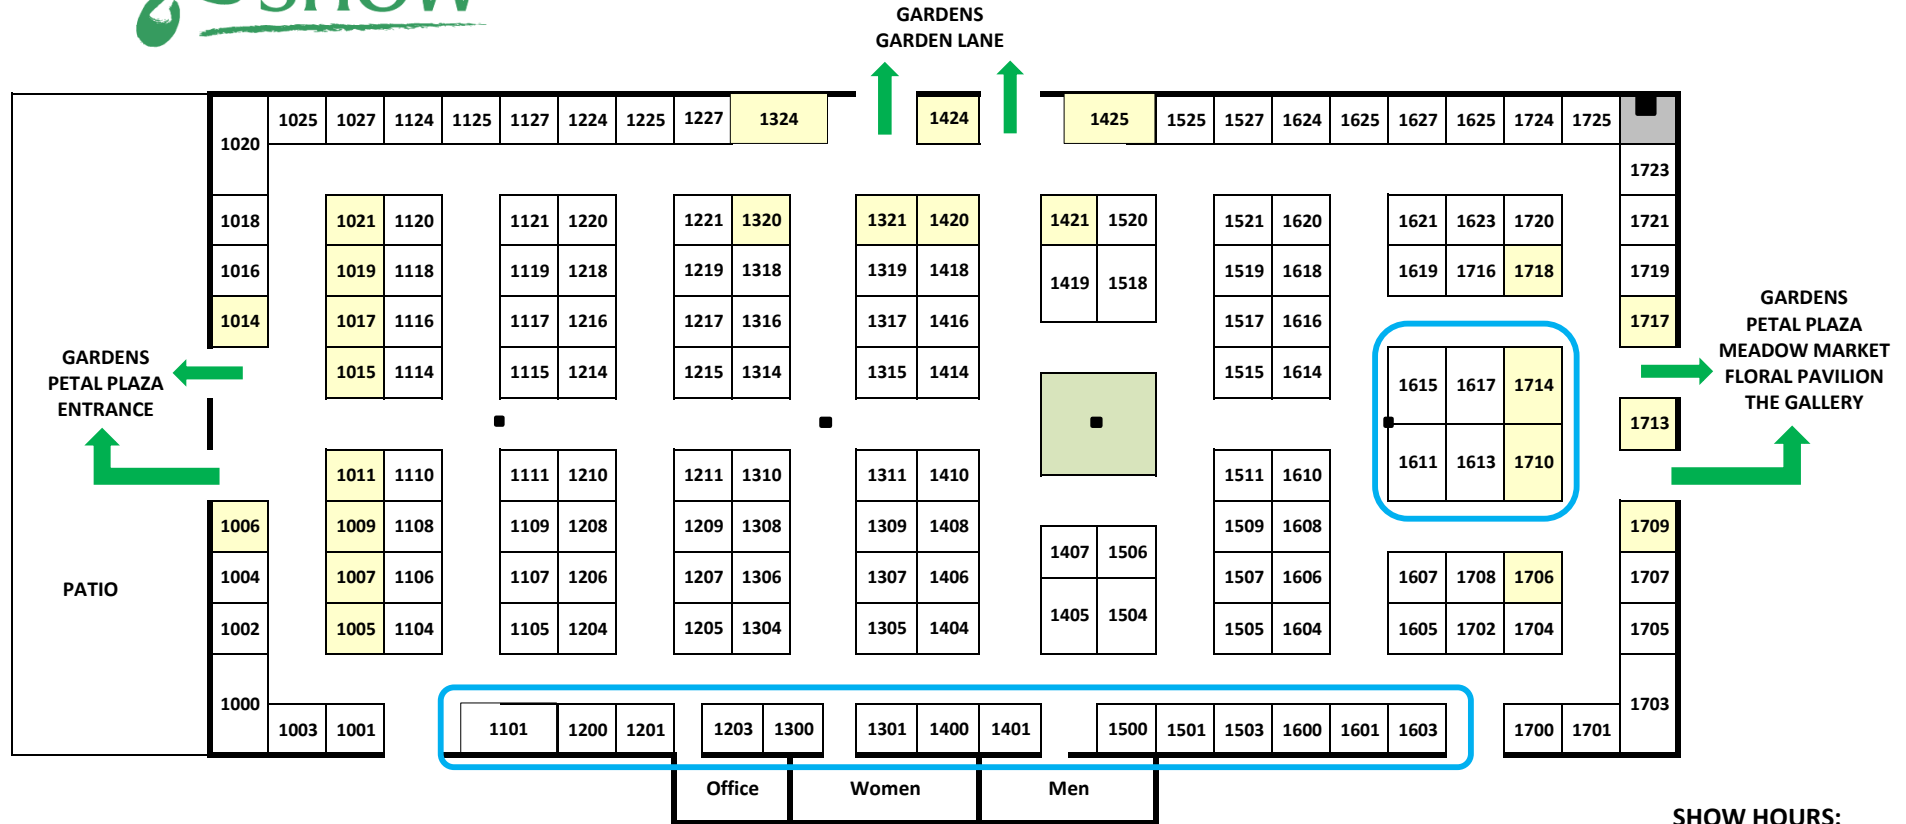 SHOW
GARDENS
GARDEN LANE
1025 1027 1124 1125 1127 1224 1225 1227 1324 1424 1425 1525 1527 1624 1625 1627 1625 1724 1725
1020
1723
1018 1021 1120 1121 1220 1221 1320 1321 1420 1421 1520 1521 1620 1621 1623 1720 1721
1016 1019 1118 1119 1218 1219 1318 1319 1418 1419 1518 1519 1618 1619 1716 1718 1719
1014 1017 1116 1117 1216 1217 1316 1317 1416 1517 1616 1717
1015 1114 1115 1214 1215 1314 1315 1414 1515 1614 1615 1617 1714
GARDENS
PETAL PLAZA
ENTRANCE
GARDENS
PETAL PLAZA
MEADOW MARKET
FLORAL PAVILION
THE GALLERY
1713
1011 1110 1111 1210 1211 1310 1311 1410 1511 1610 1611 1613 1710
1006 1009 1108 1109 1208 1209 1308 1309 1408 1407 1506 1509 1608 1709
PATIO
1004 1007 1106 1107 1206 1207 1306 1307 1406 1507 1606 1607 1708 1706 1707
1002 1005 1104 1105 1204 1205 1304 1305 1404 1405 1504 1505 1604 1605 1702 1704 1705
1000 1703
1003 1001 1101 1200 1201 1203 1300 1301 1400 1401 1500 1501 1503 1600 1601 1603 1700 1701
Office Women Men
SHOW HOURS: